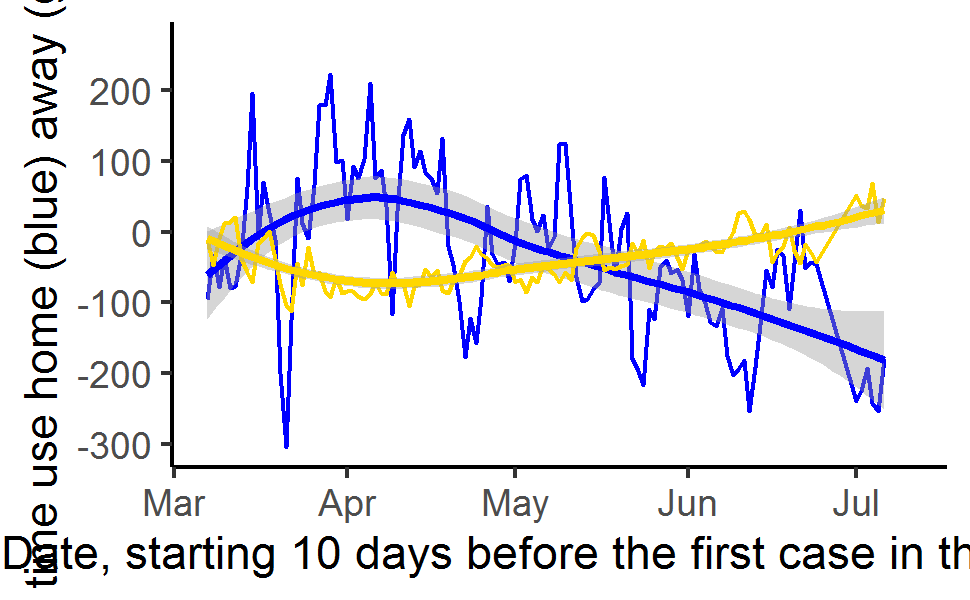 time use home (blue) away (
200
100
0
-100
-200
-300
Mar Apr May Jun Jul
Date, starting 10 days before the first case in th